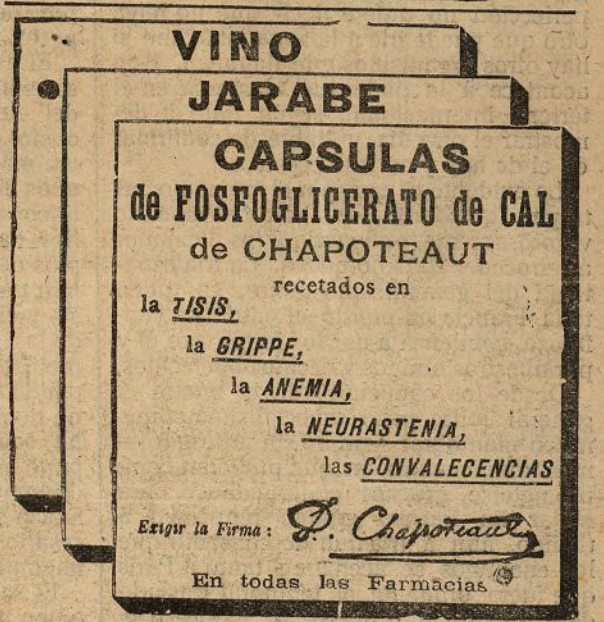 VINO
JARABE
CAPSULAS
de FOSFOGLICERATO de CAL
de CHAPOTEAUT
recetados en
la TISIS,
la GRIPPE,
la ANEMIA,
la NEURASTENIA,
las CONVALECENCIAS
Exigir la Firma: P. Chapoteaut
En todas las Farmacias